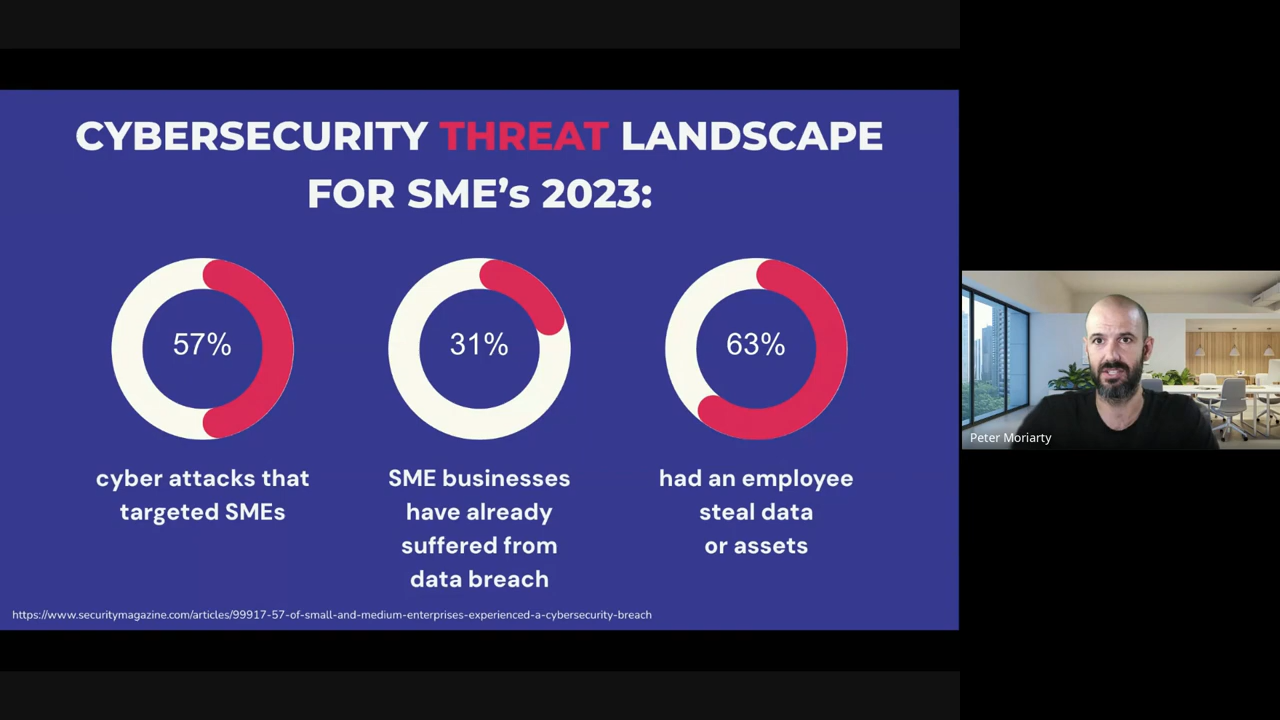 CYBERSECURITY THREAT LANDSCAPE
FOR SME’s 2023:
57%
cyber attacks that
targeted SMEs
31%
SME businesses
have already
suffered from
data breach
63%
had an employee
steal data
or assets
https://www.securitymagazine.com/articles/99917-57-of-small-and-medium-enterprises-experienced-a-cybersecurity-breach
Peter Moriarty